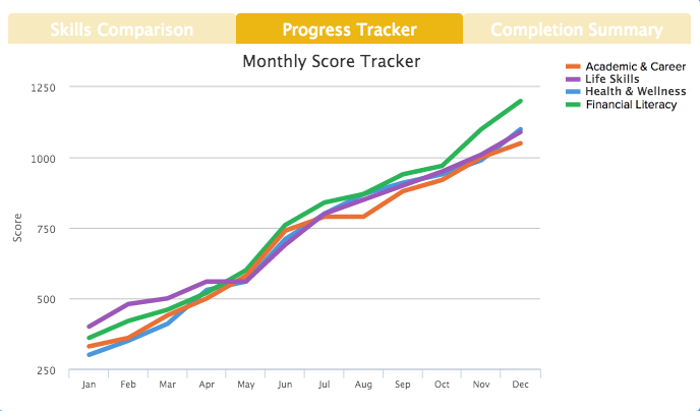 Skills Comparison
Progress Tracker
Completion Summary
Monthly Score Tracker
Academic & Career
Life Skills
Health & Wellness
Financial Literacy
Score
1250
1000
750
500
250
Jan Feb Mar Apr May Jun Jul Aug Sep Oct Nov Dec